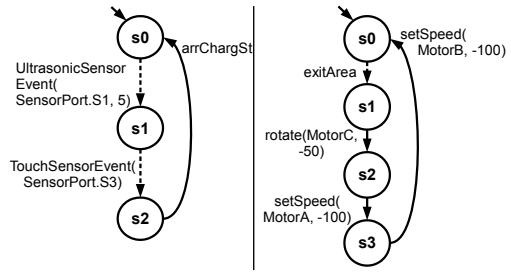 s0
arrChargSt
UltrasonicSensor
Event(
SensorPort.S1, 5)
s1
TouchSensorEvent(
SensorPort.S3)
s2
s0
setSpeed(
MotorB, -100)
exitArea
s1
rotate(MotorC,
-50)
s2
setSpeed(
MotorA, -100)
s3